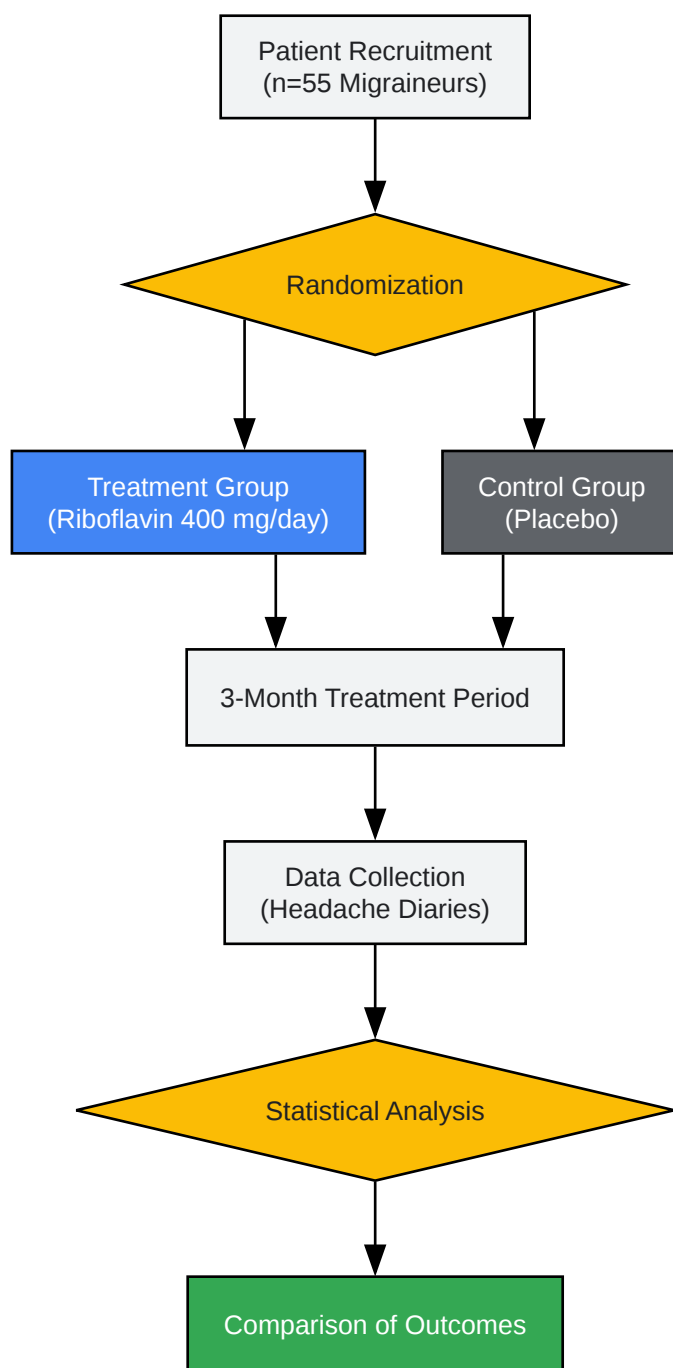 Patient Recruitment
(n=55 Migraineurs)
Randomization
Treatment Group
(Riboflavin 400 mg/day)
Control Group
(Placebo)
3-Month Treatment Period
Data Collection
(Headache Diaries)
Statistical Analysis
Comparison of Outcomes